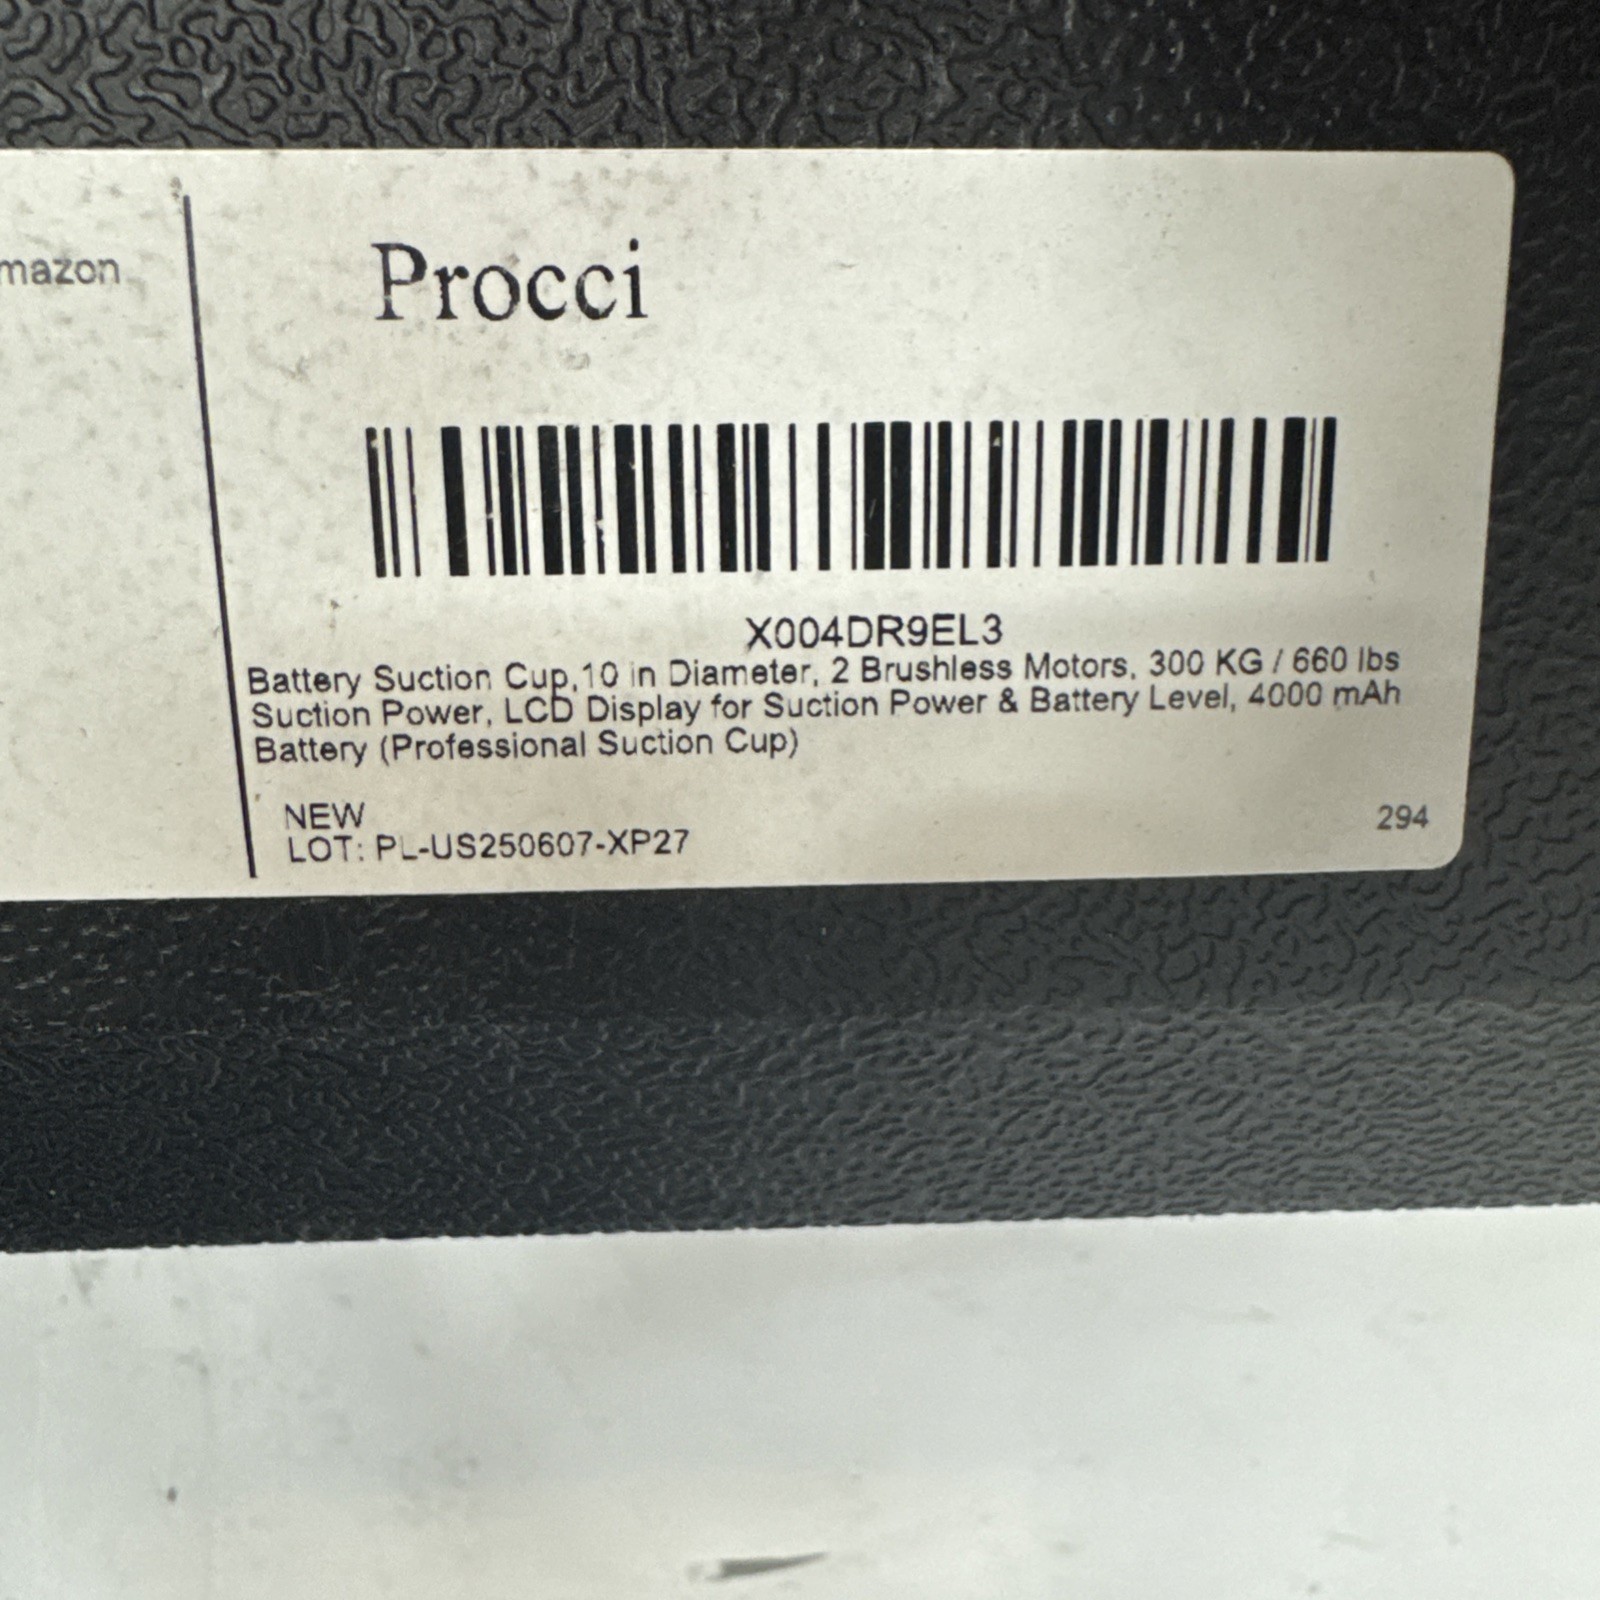 mazon
Procci
X004DR9EL3
Battery Suction Cup,10 in Diameter, 2 Brushless Motors, 300 KG / 660 lbs
Suction Power, LCD Display for Suction Power & Battery Level, 4000 mAh
Battery (Professional Suction Cup)
NEW
294
LOT: PL-US250607-XP27